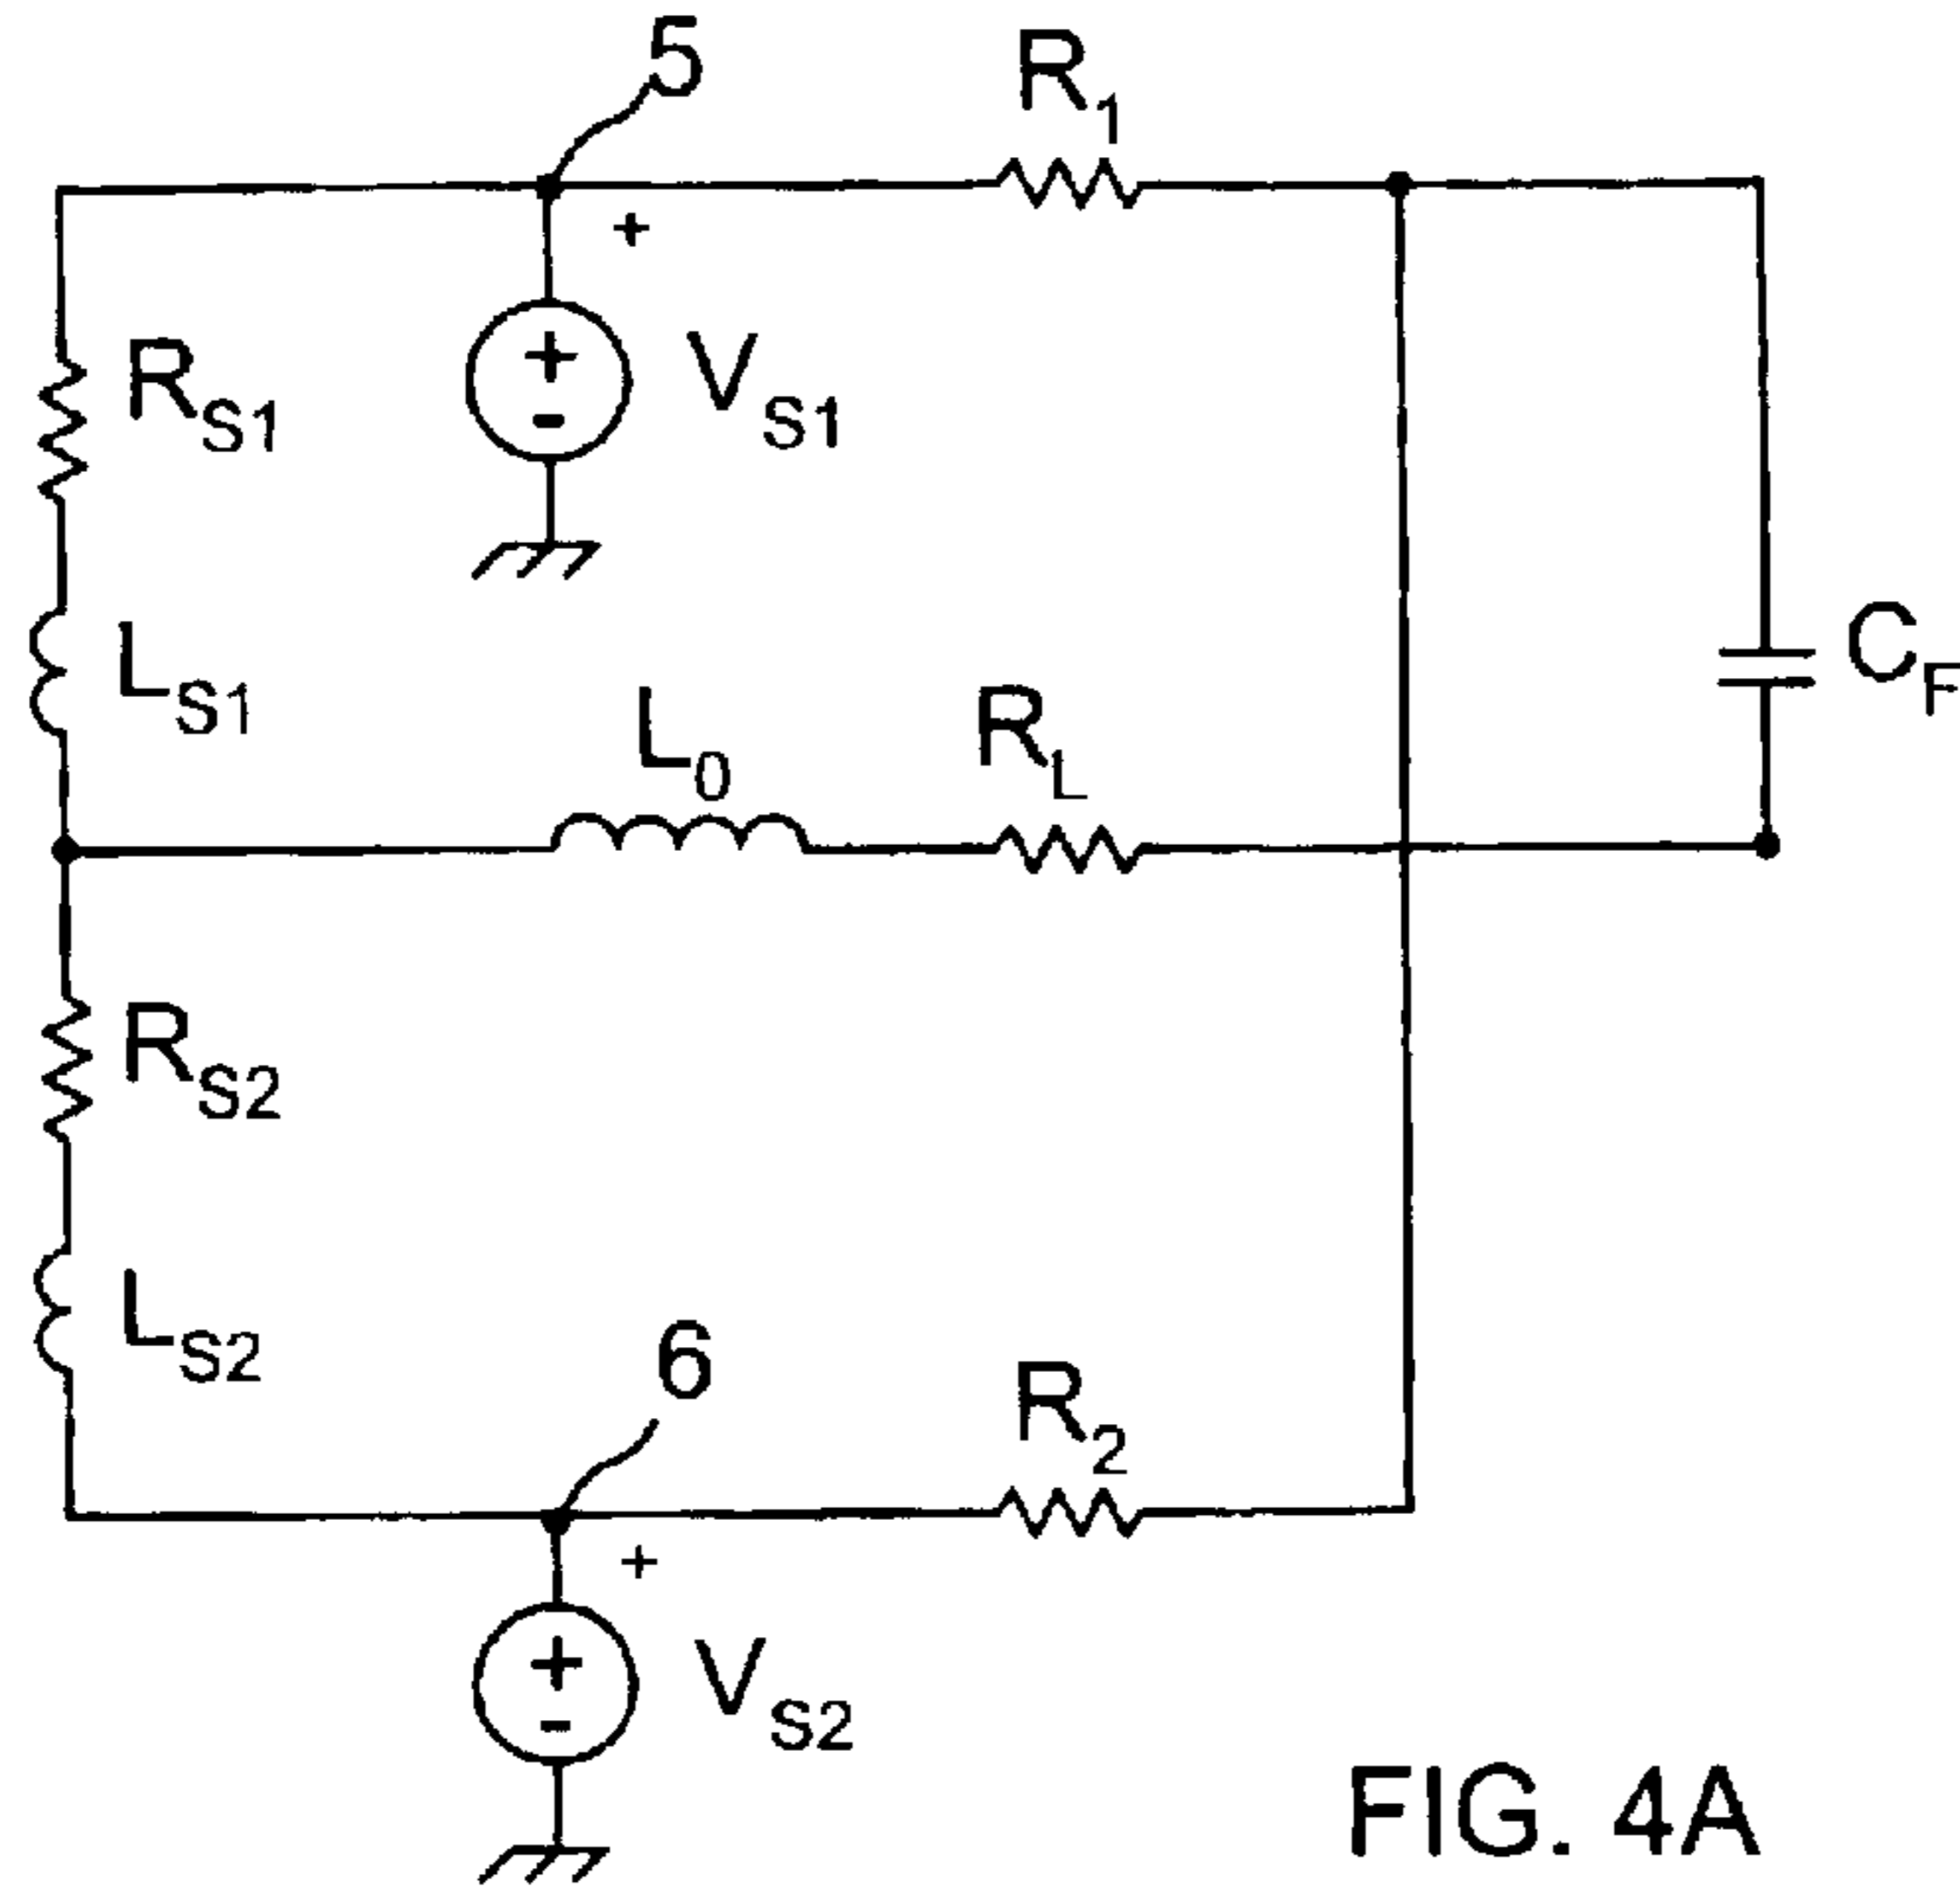 5
R1
+
RS1
+
-
VS1
LS1
L0
RL
CF
RS2
LS2
6
R2
+
+
-
VS2
FIG. 4A